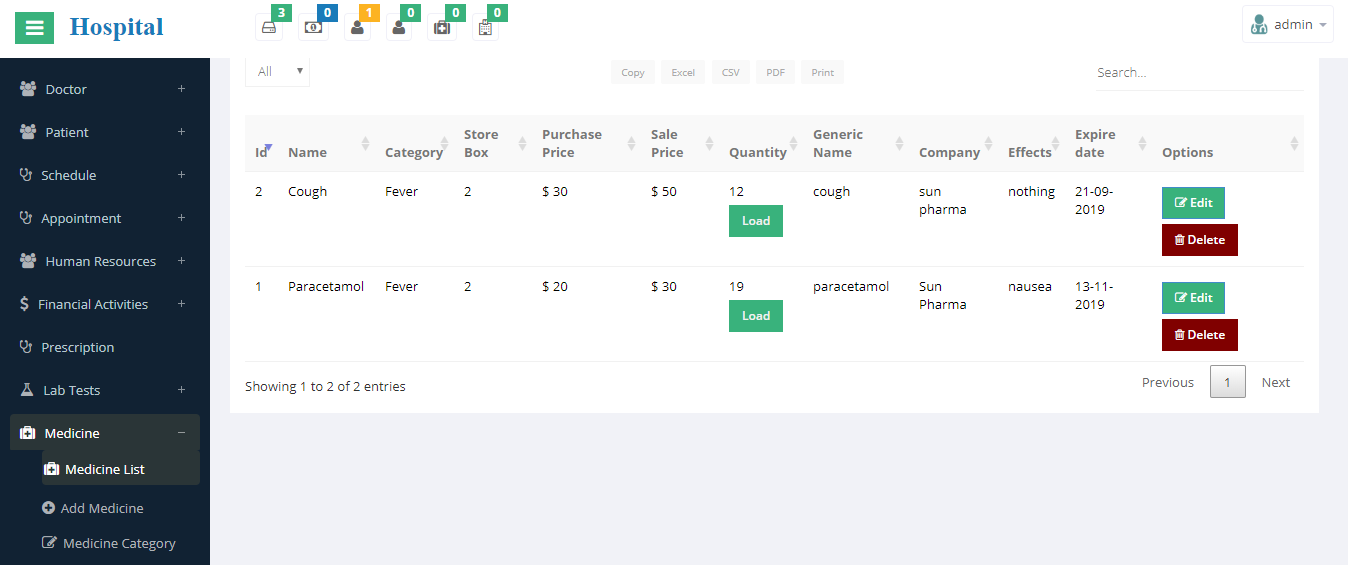 Hospital
3
0
1
0
0
0
admin
Doctor +
Patient +
Schedule +
Appointment +
Human Resources +
Financial Activities +
Prescription
Lab Tests +
Medicine −
Medicine List
Add Medicine
Medicine Category
All
Copy Excel CSV PDF Print
Search...
Id Name Category Store Box Purchase Price Sale Price Quantity Generic Name Company Effects Expire date Options
2 Cough Fever 2 $ 30 $ 50 12 cough sun pharma nothing 21-09-2019
Load
Edit
Delete
1 Paracetamol Fever 2 $ 20 $ 30 19 paracetamol Sun Pharma nausea 13-11-2019
Load
Edit
Delete
Showing 1 to 2 of 2 entries
Previous 1 Next